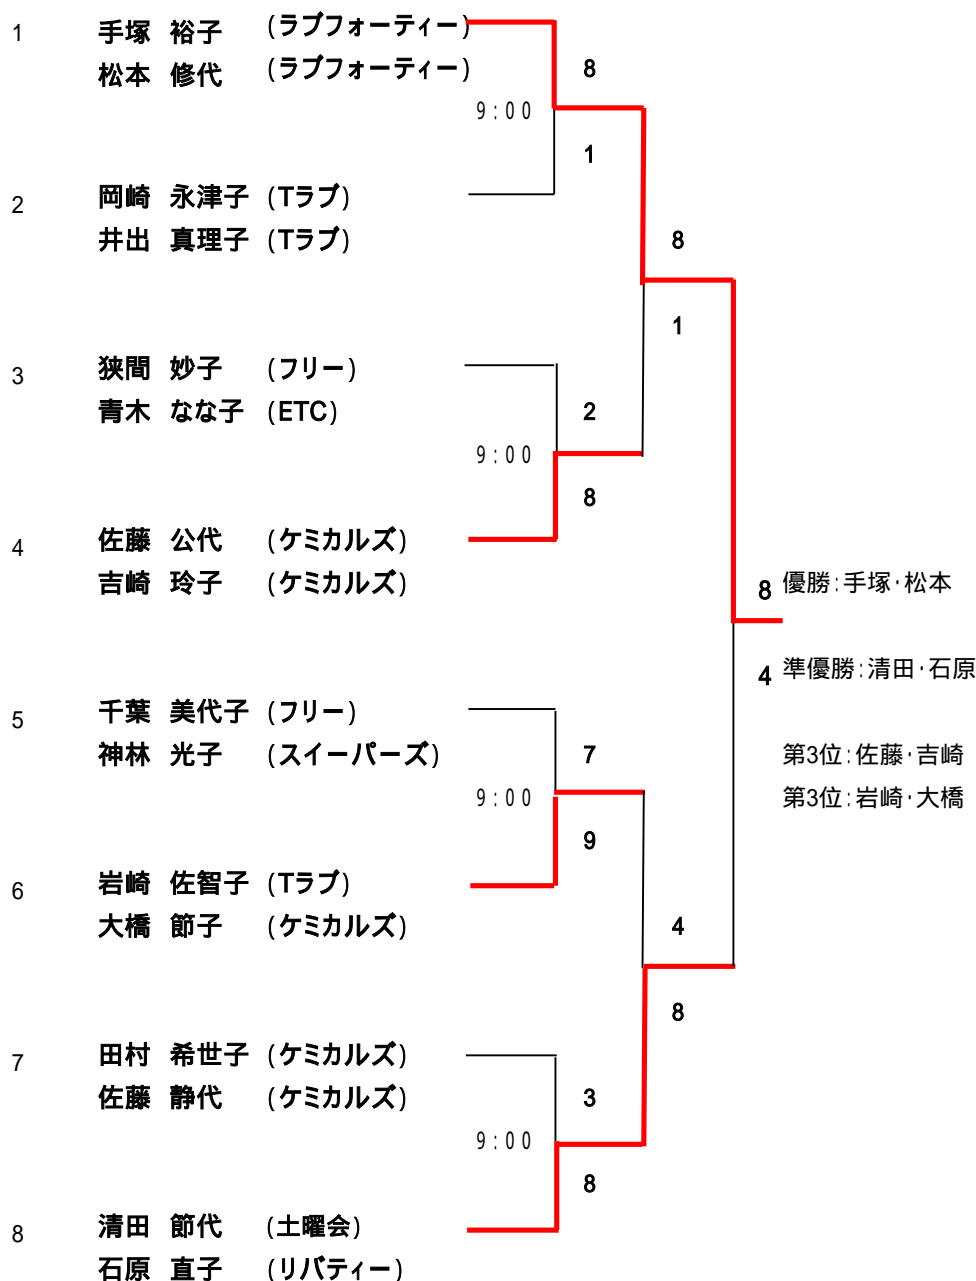 1 手塚 裕子 (ラブフォーティー)
松本 修代 (ラブフォーティー) 8
9:00
1
2 岡崎 永津子 (Tラブ)
井出 真理子 (Tラブ) 8
1
3 狭間 妙子 (フリー)
青木 なな子 (ETC) 2
9:00
8
4 佐藤 公代 (ケミカルズ)
吉崎 玲子 (ケミカルズ) 8 優勝:手塚・松本
4 準優勝:清田・石原
5 千葉 美代子 (フリー)
神林 光子 (スイーパーズ) 7 第3位:佐藤・吉崎
9:00 第3位:岩崎・大橋
9
6 岩崎 佐智子 (Tラブ)
大橋 節子 (ケミカルズ) 4
8
7 田村 希世子 (ケミカルズ)
佐藤 静代 (ケミカルズ) 3
9:00
8
8 清田 節代 (土曜会)
石原 直子 (リバティー)